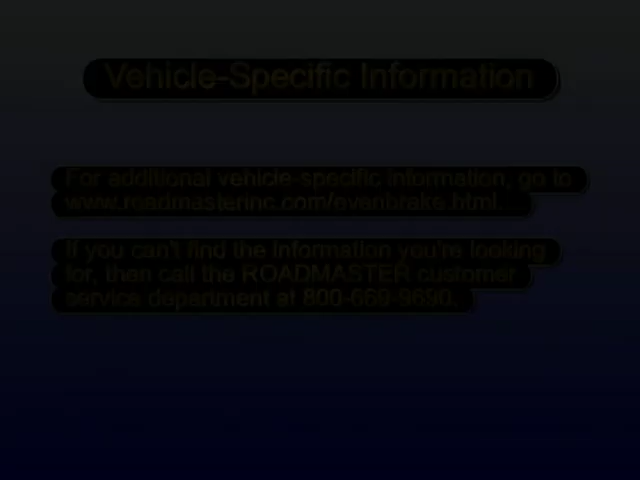 Vehicle-Specific Information
For additional vehicle-specific information, go to
www.roadmasterinc.com/evenbrake.html.
If you can't find the information you're looking
for, then call the ROADMASTER customer
service department at 800-669-9690.